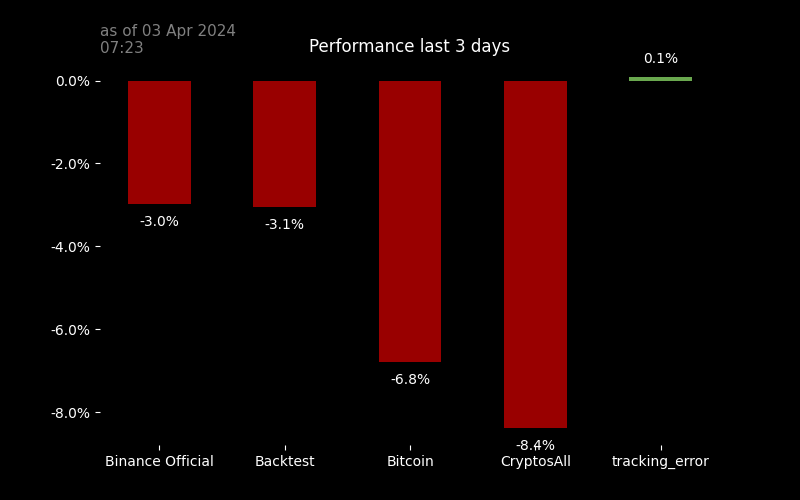 as of 03 Apr 2024
07:23
Performance last 3 days
0.1%
0.0%
-2.0%
-3.0%
-3.1%
-4.0%
-6.0%
-6.8%
-8.0%
-8.4%
Binance Official
Backtest
Bitcoin
CryptosAll
tracking_error